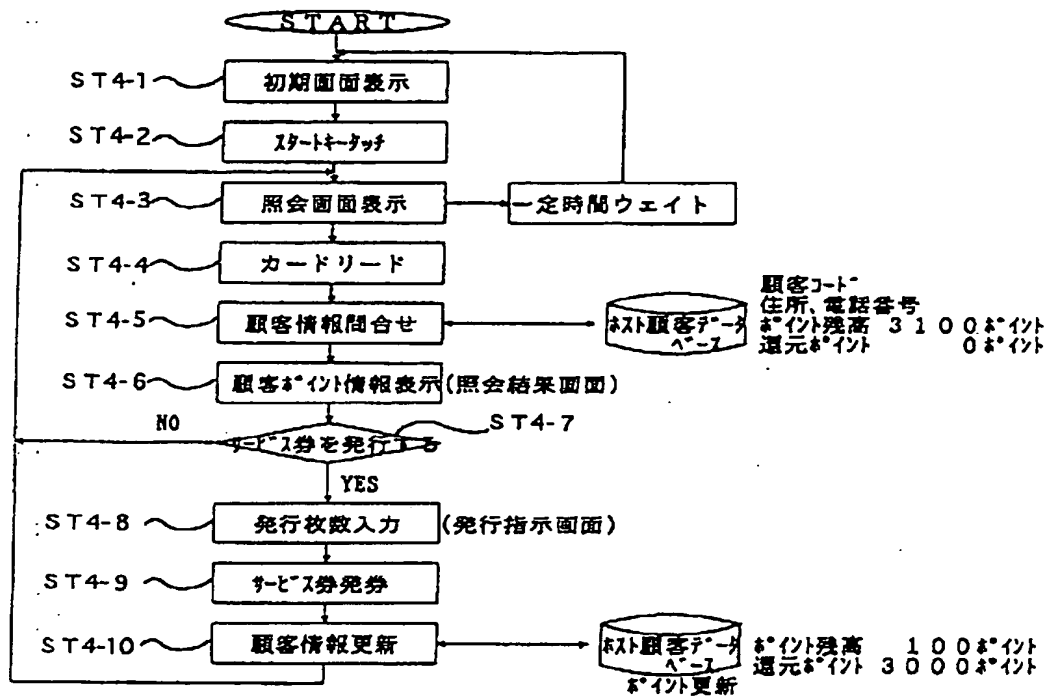 START
ST4-1
初期画面表示
ST4-2
スタートキータッチ
ST4-3
照会画面表示
一定時間ウェイト
ST4-4
カードリード
ST4-5
顧客情報問合せ
ホスト顧客データ
ベース
顧客コード
住所、電話番号
ポイント残高 3100ポイント
還元ポイント 0ポイント
ST4-6
顧客ポイント情報表示(照会結果画面)
ST4-7
サービス券を発行する
NO
YES
ST4-8
発行枚数入力
(発行指示画面)
ST4-9
サービス券発券
ST4-10
顧客情報更新
ホスト顧客データ
ベース
ポイント更新
ポイント残高 100ポイント
還元ポイント 3000ポイント